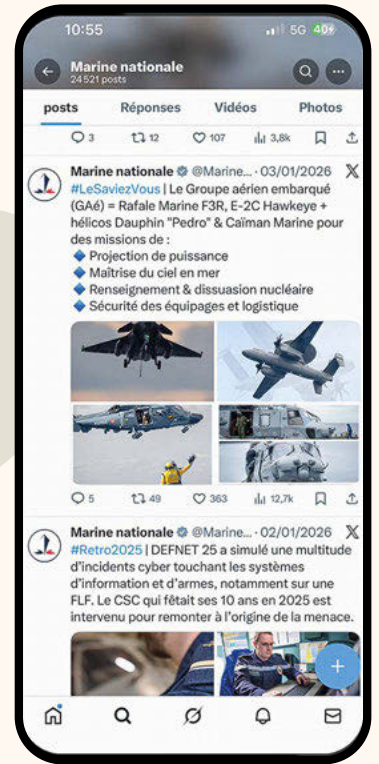 10:55
5G 40
Marine nationale
24 521 posts
posts Réponses Vidéos Photos
3 12 107 3,8k
Marine nationale @Marine... · 03/01/2026
#LeSaviezVous | Le Groupe aérien embarqué
(GAé) = Rafale Marine F3R, E-2C Hawkeye +
hélicos Dauphin "Pedro" & Caïman Marine pour
des missions de :
Projection de puissance
Maîtrise du ciel en mer
Renseignement & dissuasion nucléaire
Sécurité des équipages et logistique
5 49 363 12,7k
Marine nationale @Marine... · 02/01/2026
#Retro2025 | DEFNET 25 a simulé une multitude
d'incidents cyber touchant les systèmes
d'information et d'armes, notamment sur une
FLF. Le CSC qui fêtait ses 10 ans en 2025 est
intervenu pour remonter à l'origine de la menace.